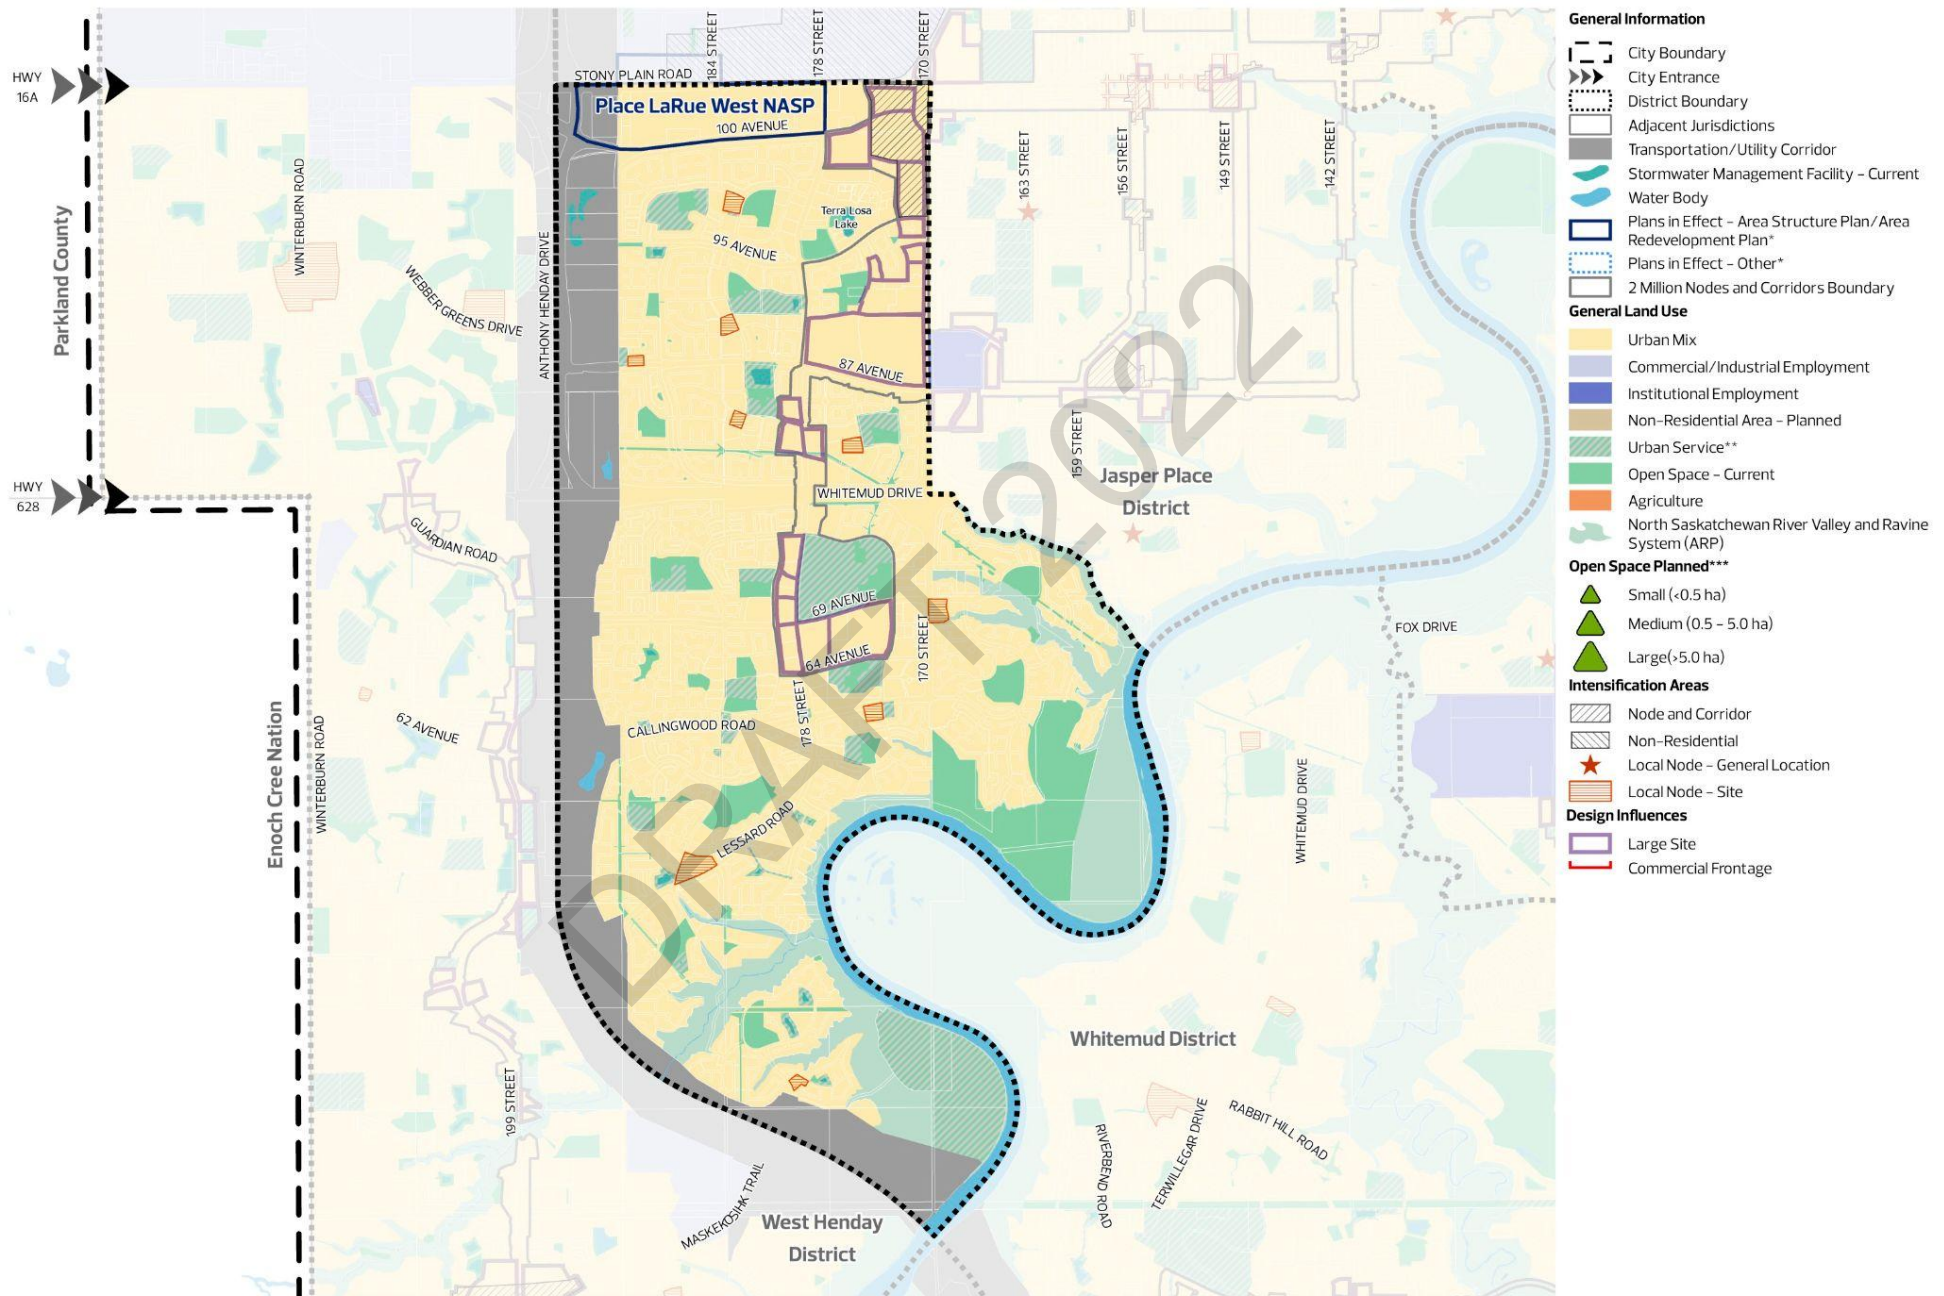 STONY PLAIN ROAD
184 STREET
178 STREET
170 STREET
HWY
16A
Place LaRue West NASP
100 AVENUE
163 STREET
156 STREET
149 STREET
142 STREET
WINTERBURN ROAD
Parkland County
Terra Losa
Lake
95 AVENUE
ANTHONY HENDAY DRIVE
WEBBER GREENS DRIVE
87 AVENUE
159 STREET
Jasper Place
District
HWY
628
WHITEMUD DRIVE
GUARDIAN ROAD
69 AVENUE
170 STREET
64 AVENUE
FOX DRIVE
178 STREET
62 AVENUE
CALLINGWOOD ROAD
Enoch Cree Nation
WINTERBURN ROAD
WHITEMUD DRIVE
LESSARD ROAD
DRAFT 2022
Whitemud District
199 STREET
RIVERBEND ROAD
TERWILLEGAR DRIVE
RABBIT HILL ROAD
MASKEKOSIHK TRAIL
West Henday
District
General Information
City Boundary
City Entrance
District Boundary
Adjacent Jurisdictions
Transportation/Utility Corridor
Stormwater Management Facility - Current
Water Body
Plans in Effect - Area Structure Plan/Area
Redevelopment Plan*
Plans in Effect - Other*
2 Million Nodes and Corridors Boundary
General Land Use
Urban Mix
Commercial/Industrial Employment
Institutional Employment
Non-Residential Area - Planned
Urban Service**
Open Space - Current
Agriculture
North Saskatchewan River Valley and Ravine
System (ARP)
Open Space Planned***
Small (<0.5 ha)
Medium (0.5 - 5.0 ha)
Large(>5.0 ha)
Intensification Areas
Node and Corridor
Non-Residential
Local Node - General Location
Local Node - Site
Design Influences
Large Site
Commercial Frontage